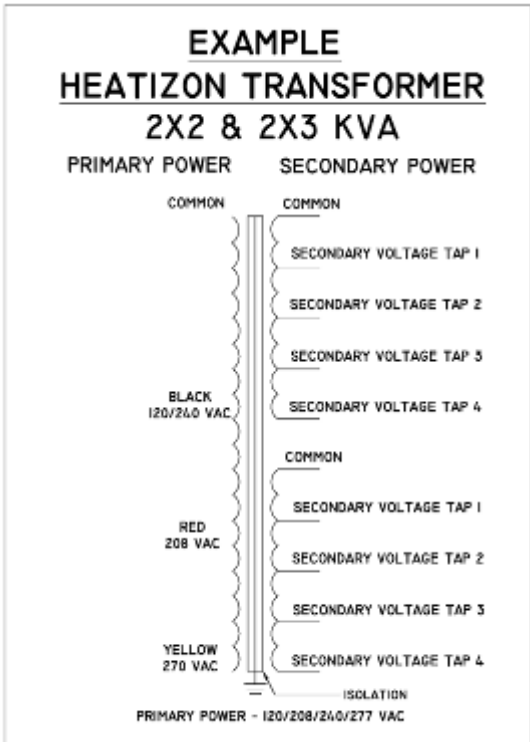 EXAMPLE
HEATIZON TRANSFORMER
2X2 & 2X3 KVA
PRIMARY POWER SECONDARY POWER
COMMON COMMON
SECONDARY VOLTAGE TAP 1
SECONDARY VOLTAGE TAP 2
SECONDARY VOLTAGE TAP 3
BLACK
120/240 VAC
SECONDARY VOLTAGE TAP 4
COMMON
SECONDARY VOLTAGE TAP 1
RED
208 VAC
SECONDARY VOLTAGE TAP 2
SECONDARY VOLTAGE TAP 3
YELLOW
270 VAC
SECONDARY VOLTAGE TAP 4
ISOLATION
PRIMARY POWER - 120/208/240/277 VAC